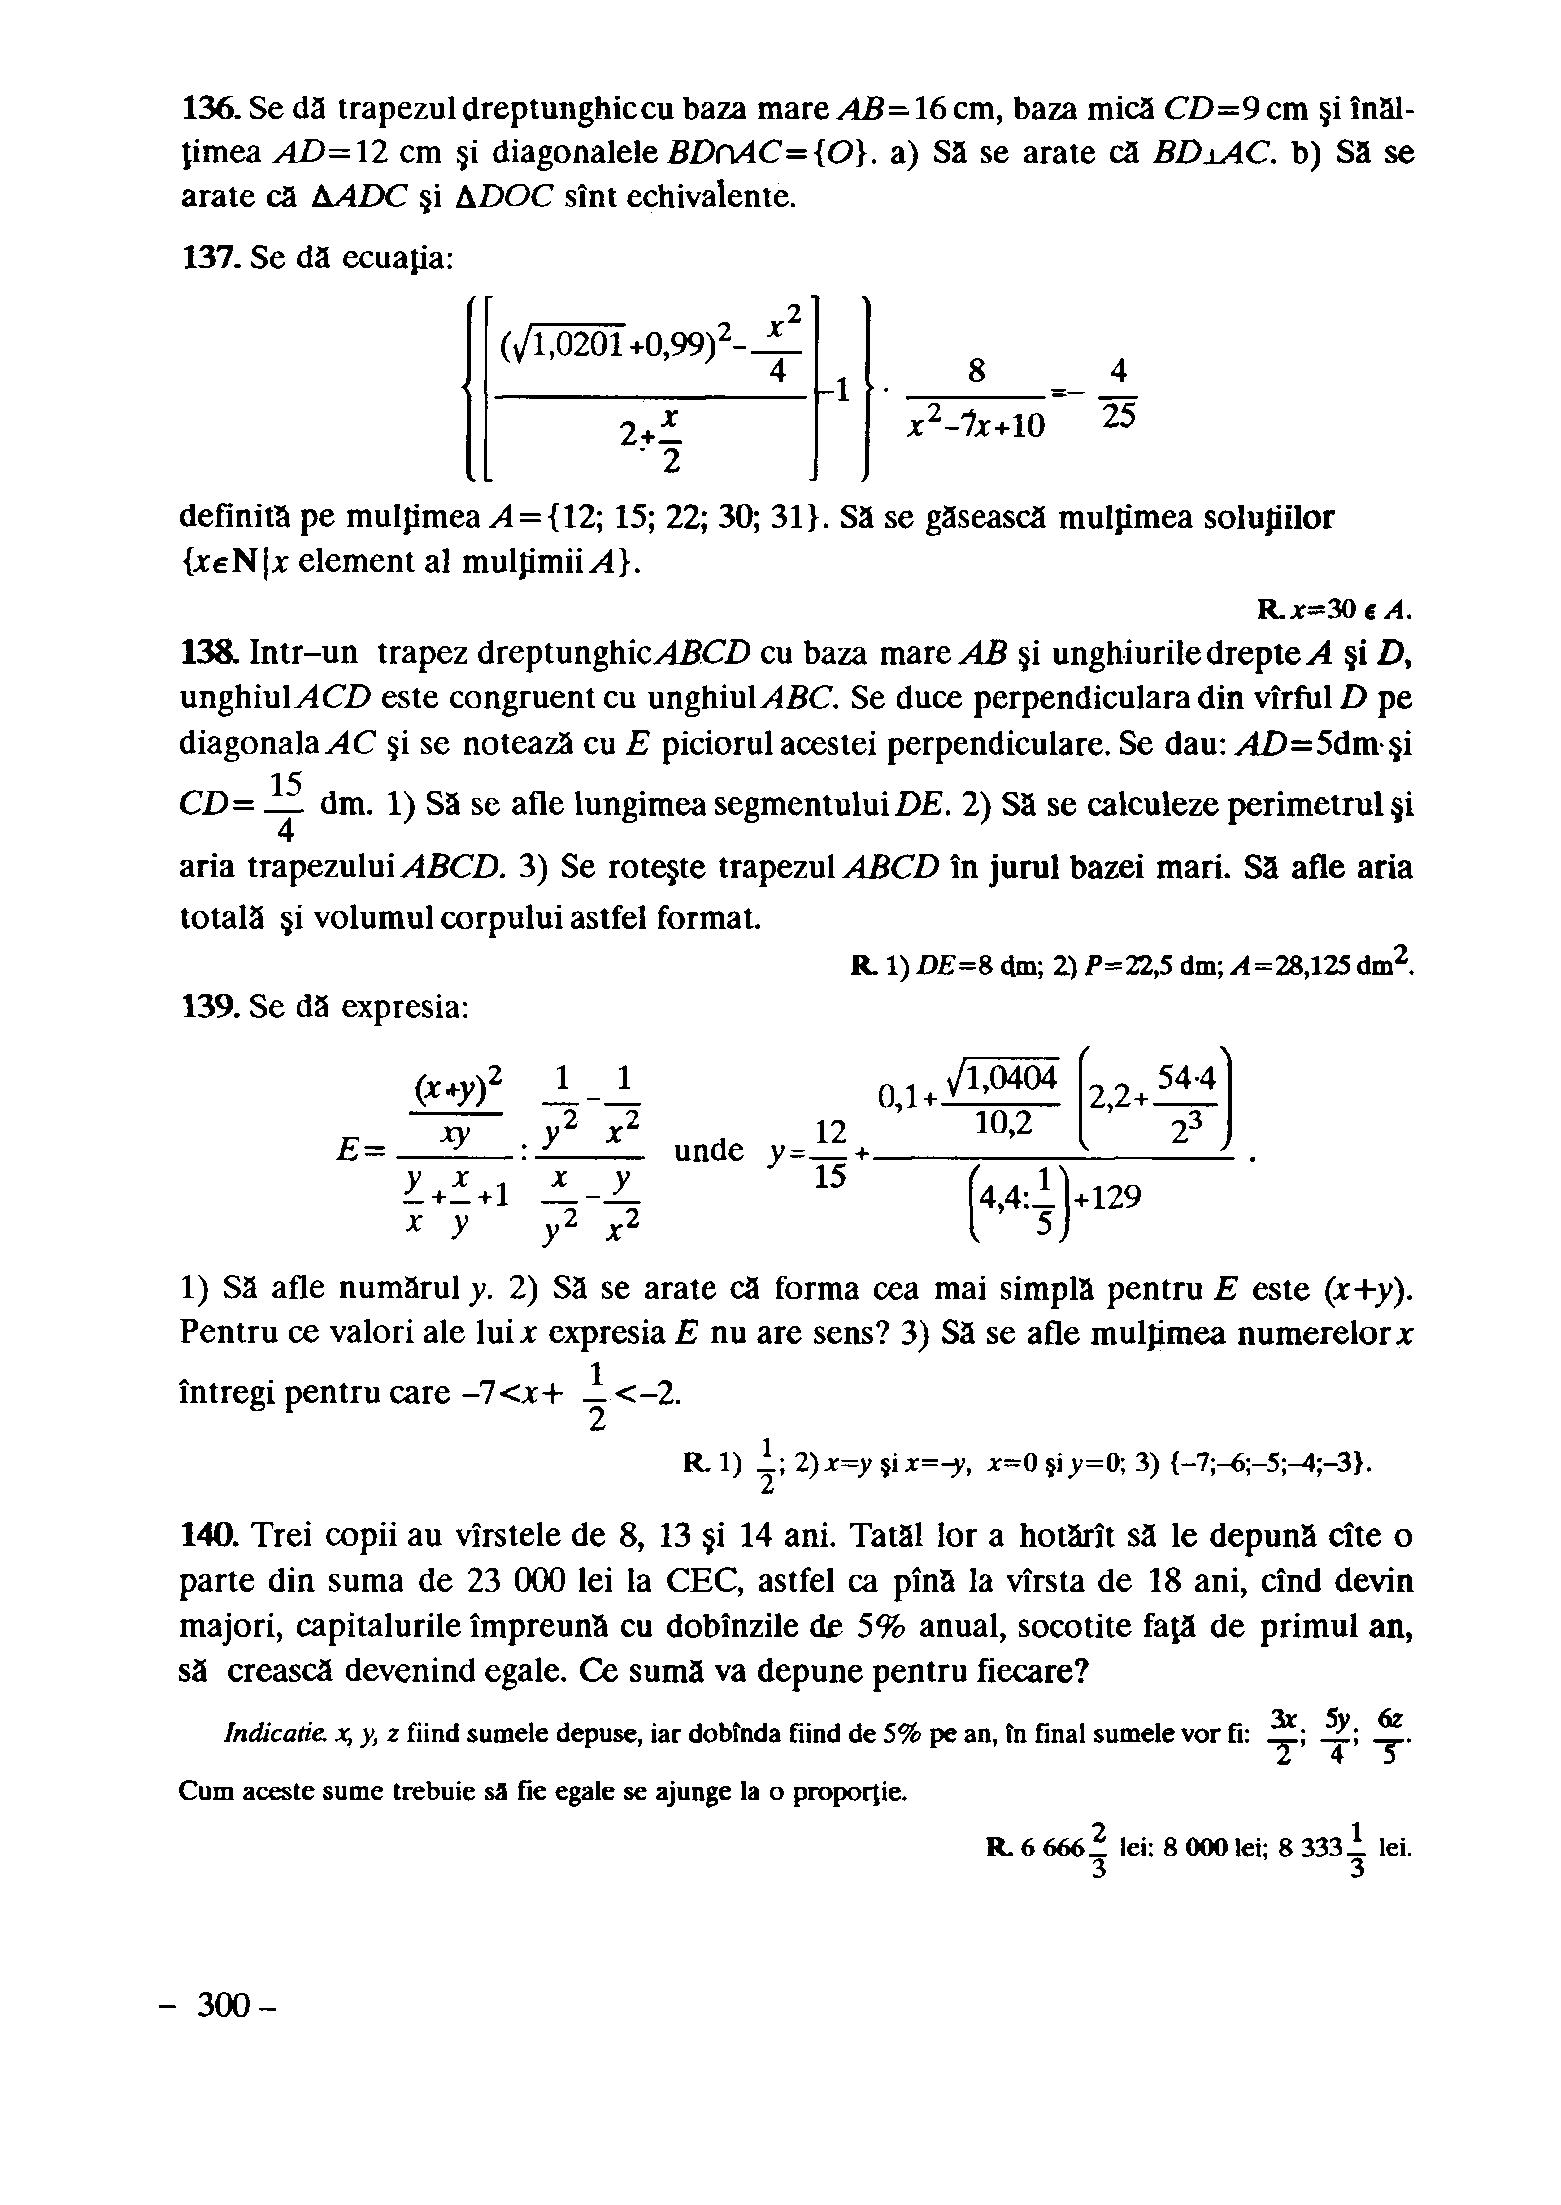 136. Se dă trapezul dreptunghic cu baza mare AB=16 cm, baza mică CD=9 cm şi înăl-
ţimea AD=12 cm şi diagonalele BD∩AC={O}. a) Să se arate că BD⊥AC. b) Să se
arate că ΔADC şi ΔDOC sînt echivalente.
137. Se dă ecuaţia:
{[((√1,0201+0,99)²-x²/4)/(2+x/2)]-1} · 8/(x²-7x+10) =- 4/25
definită pe mulţimea A={12; 15; 22; 30; 31}. Să se găsească mulţimea soluţiilor
{xϵN|x element al mulţimii A}.
R. x=30 ϵ A.
138. Intr-un trapez dreptunghic ABCD cu baza mare AB şi unghiurile drepte A şi D,
unghiul ACD este congruent cu unghiul ABC. Se duce perpendiculara din vîrful D pe
diagonala AC şi se notează cu E piciorul acestei perpendiculare. Se dau: AD=5dm şi
CD= 15/4 dm. 1) Să se afle lungimea segmentului DE. 2) Să se calculeze perimetrul şi
aria trapezului ABCD. 3) Se roteşte trapezul ABCD în jurul bazei mari. Să afle aria
totală şi volumul corpului astfel format.
R. 1) DE=8 dm; 2) P=22,5 dm; A=28,125 dm².
139. Se dă expresia:
E= ((x+y)²/xy)/(y/x+x/y+1) : (1/y²-1/x²)/(x/y²-y/x²) unde y=12/15+(0,1+√1,0404/10,2 (2,2+54·4/2³))/((4,4:1/5)+129) .
1) Să afle numărul y. 2) Să se arate că forma cea mai simplă pentru E este (x+y).
Pentru ce valori ale lui x expresia E nu are sens? 3) Să se afle mulţimea numerelor x
întregi pentru care -7<x+ 1/2 <-2.
R. 1) 1/2; 2) x=y şi x=-y, x=0 şi y=0; 3) {-7;-6;-5;-4;-3}.
140. Trei copii au vîrstele de 8, 13 şi 14 ani. Tatăl lor a hotărît să le depună cîte o
parte din suma de 23 000 lei la CEC, astfel ca pînă la vîrsta de 18 ani, cînd devin
majori, capitalurile împreună cu dobînzile de 5% anual, socotite faţă de primul an,
să crească devenind egale. Ce sumă va depune pentru fiecare?
Indicatie. x, y, z fiind sumele depuse, iar dobînda fiind de 5% pe an, în final sumele vor fi: 3x/2; 5y/4; 6z/5.
Cum aceste sume trebuie să fie egale se ajunge la o proporţie.
R. 6 666 2/3 lei: 8 000 lei; 8 333 1/3 lei.
- 300 -